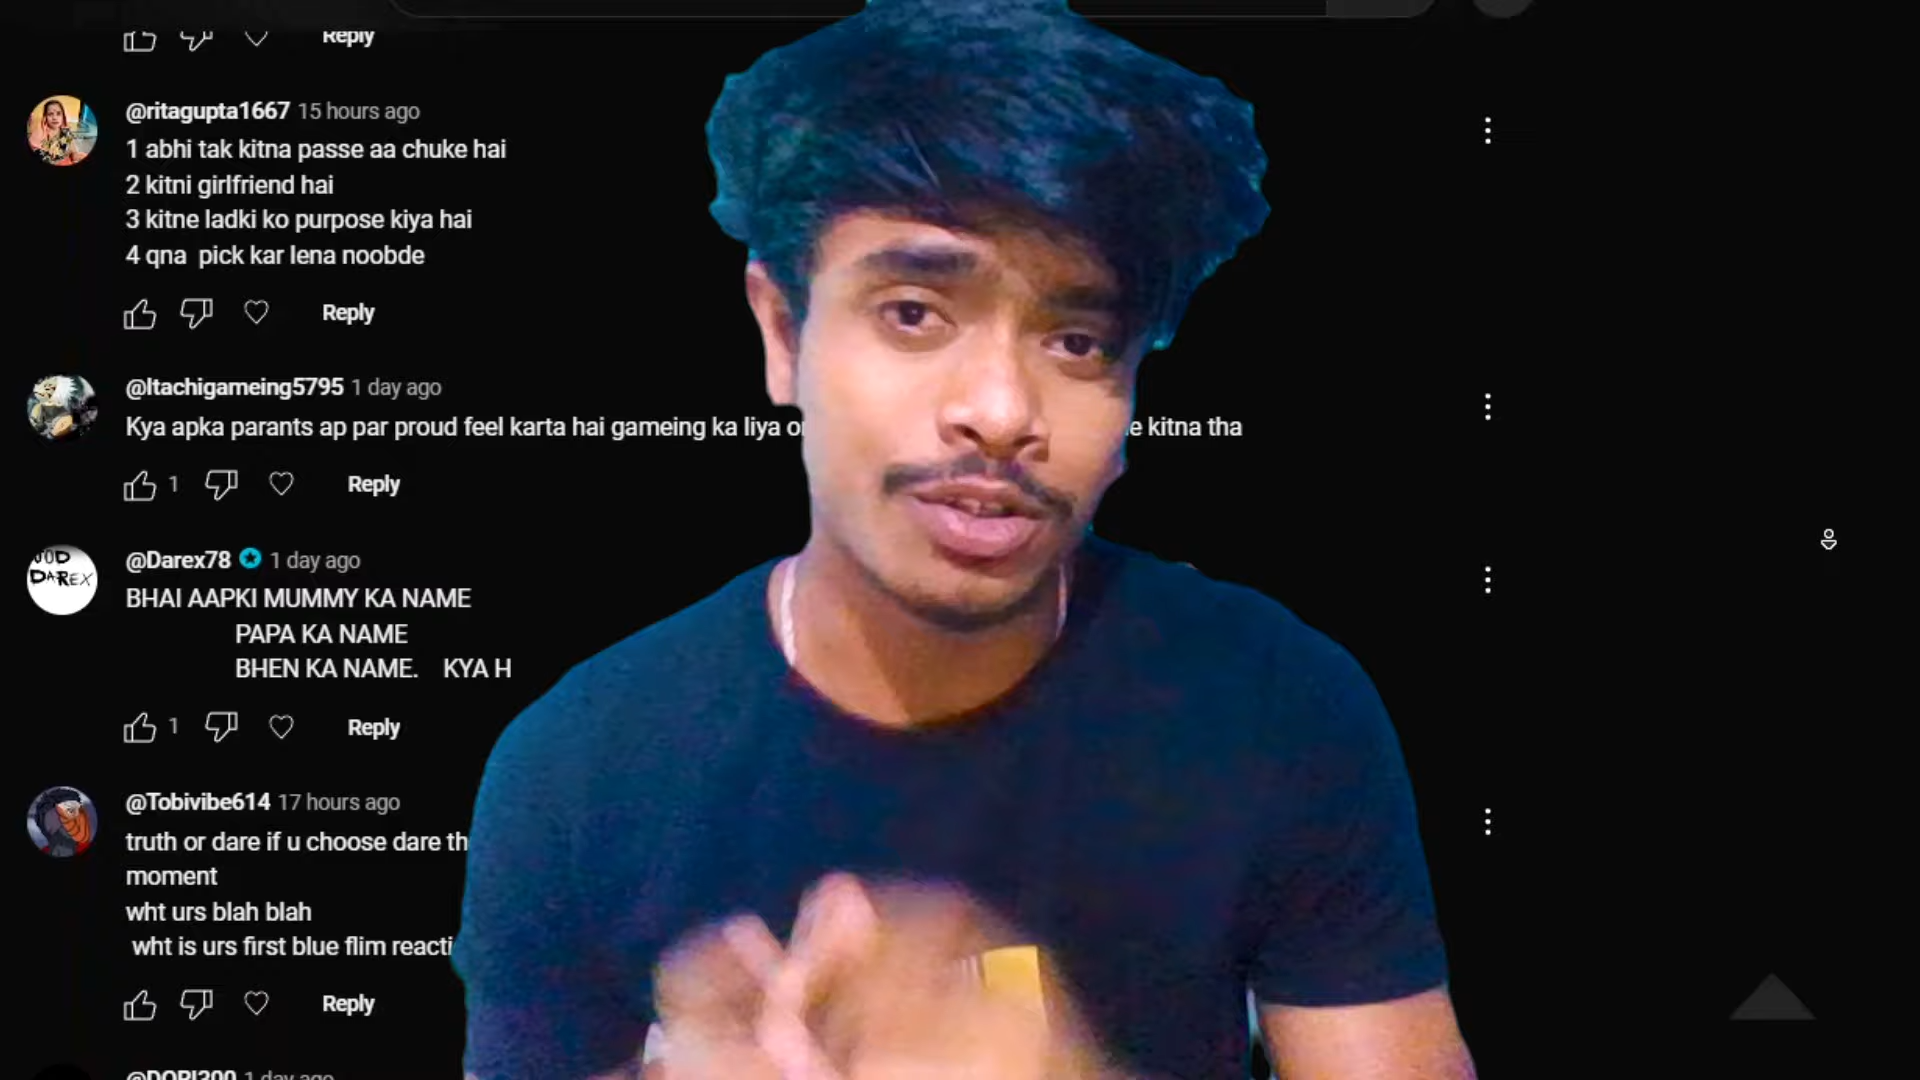 Reply
@ritagupta1667 15 hours ago
1 abhi tak kitna passe aa chuke hai
2 kitni girlfriend hai
3 kitne ladki ko purpose kiya hai
4 qna pick kar lena noobde
Reply
@Itachigameing5795 1 day ago
Kya apka parants ap par proud feel karta hai gameing ka liya kitna tha
1 Reply
DAREX
@Darex78 1 day ago
BHAI AAPKI MUMMY KA NAME
PAPA KA NAME
BHEN KA NAME. KYA H
1 Reply
@Tobivibe614 17 hours ago
truth or dare if u choose dare
moment
wht urs blah blah
wht is urs first blue flim
Reply
1 day ago